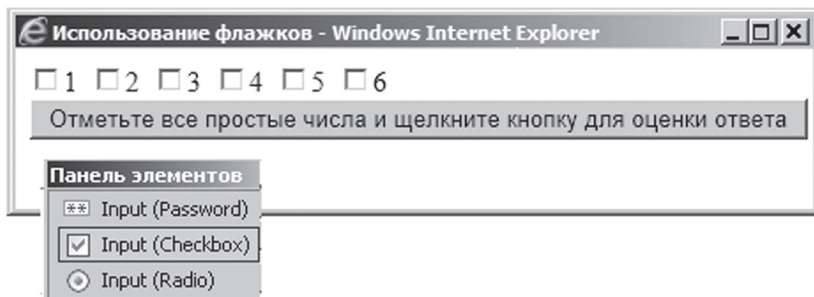 Использование флажков - Windows Internet Explorer
1 2 3 4 5 6
Отметьте все простые числа и щелкните кнопку для оценки ответа
Панель элементов
Input (Password)
Input (Checkbox)
Input (Radio)